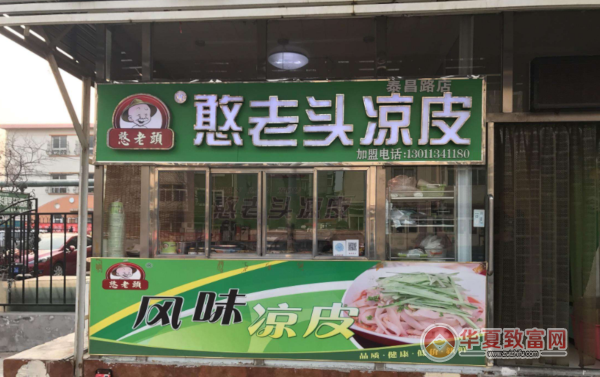 泰昌路店
憨老头凉皮
憨老頭
加盟电话:13011341180
憨老头凉皮
憨老頭
风味凉皮
品质·健康·
华夏致富网
www.zuzhifu.com